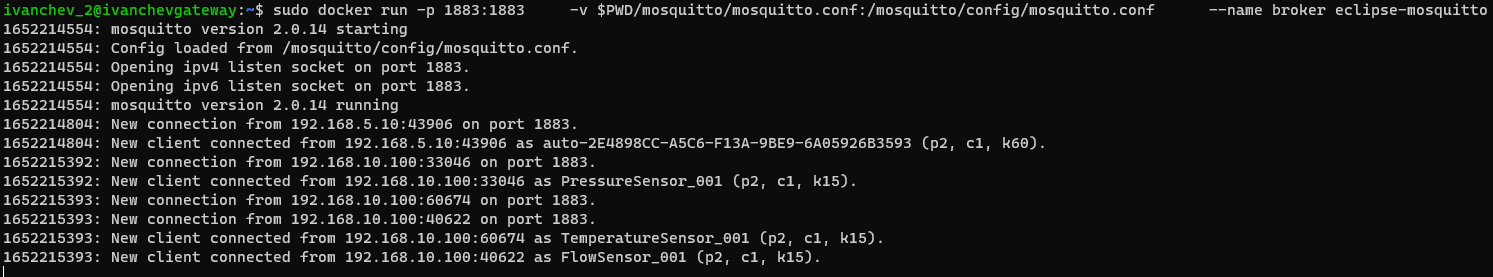 ivanchev_2@ivanchevgateway:~$ sudo docker run -p 1883:1883     -v $PWD/mosquitto/mosquitto.conf:/mosquitto/config/mosquitto.conf      --name broker eclipse-mosquitto
1652214554: mosquitto version 2.0.14 starting
1652214554: Config loaded from /mosquitto/config/mosquitto.conf.
1652214554: Opening ipv4 listen socket on port 1883.
1652214554: Opening ipv6 listen socket on port 1883.
1652214554: mosquitto version 2.0.14 running
1652214804: New connection from 192.168.5.10:43906 on port 1883.
1652214804: New client connected from 192.168.5.10:43906 as auto-2E4898CC-A5C6-F13A-9BE9-6A05926B3593 (p2, c1, k60).
1652215392: New connection from 192.168.10.100:33046 on port 1883.
1652215392: New client connected from 192.168.10.100:33046 as PressureSensor_001 (p2, c1, k15).
1652215393: New connection from 192.168.10.100:60674 on port 1883.
1652215393: New connection from 192.168.10.100:40622 on port 1883.
1652215393: New client connected from 192.168.10.100:60674 as TemperatureSensor_001 (p2, c1, k15).
1652215393: New client connected from 192.168.10.100:40622 as FlowSensor_001 (p2, c1, k15).